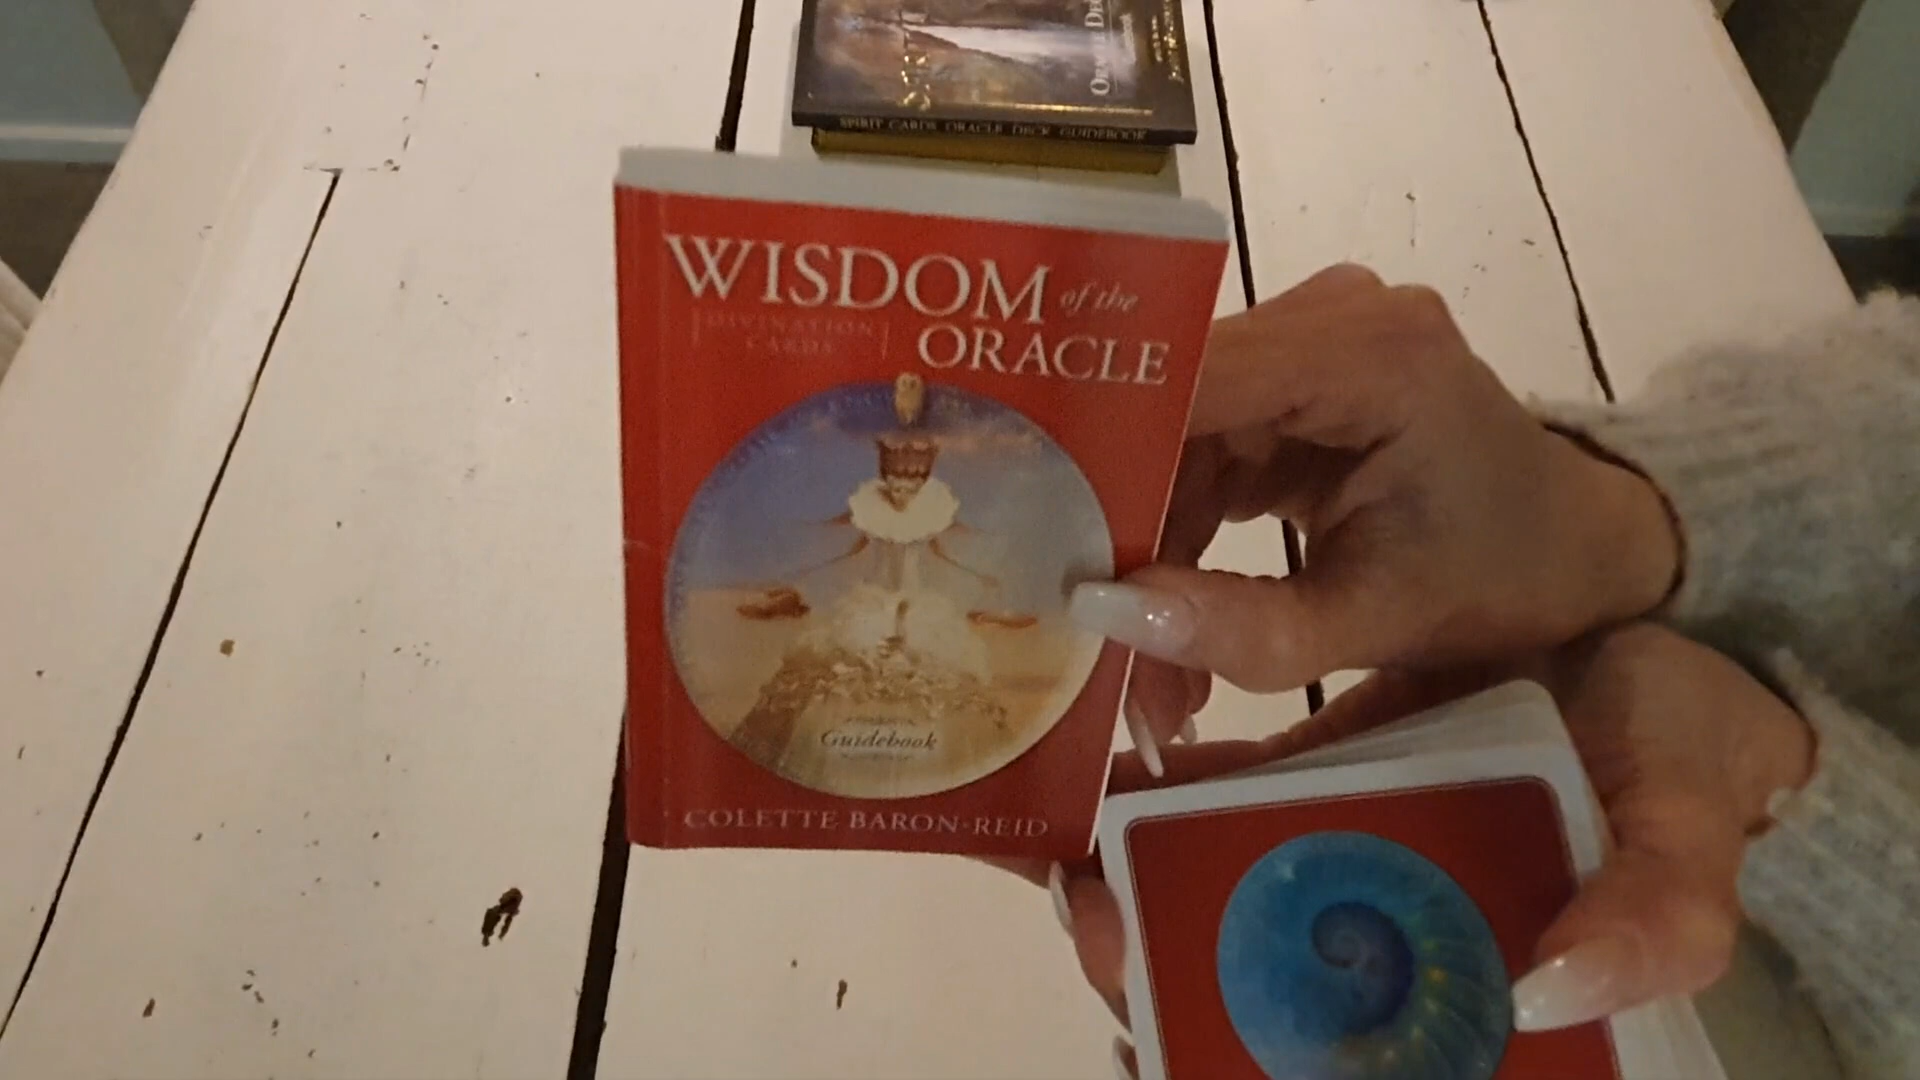 SPIRIT CARDS ORACLE DECK GUIDEBOOK
WISDOM of the
DIVINATION
CARDS
ORACLE
Guidebook
COLETTE BARON-REID